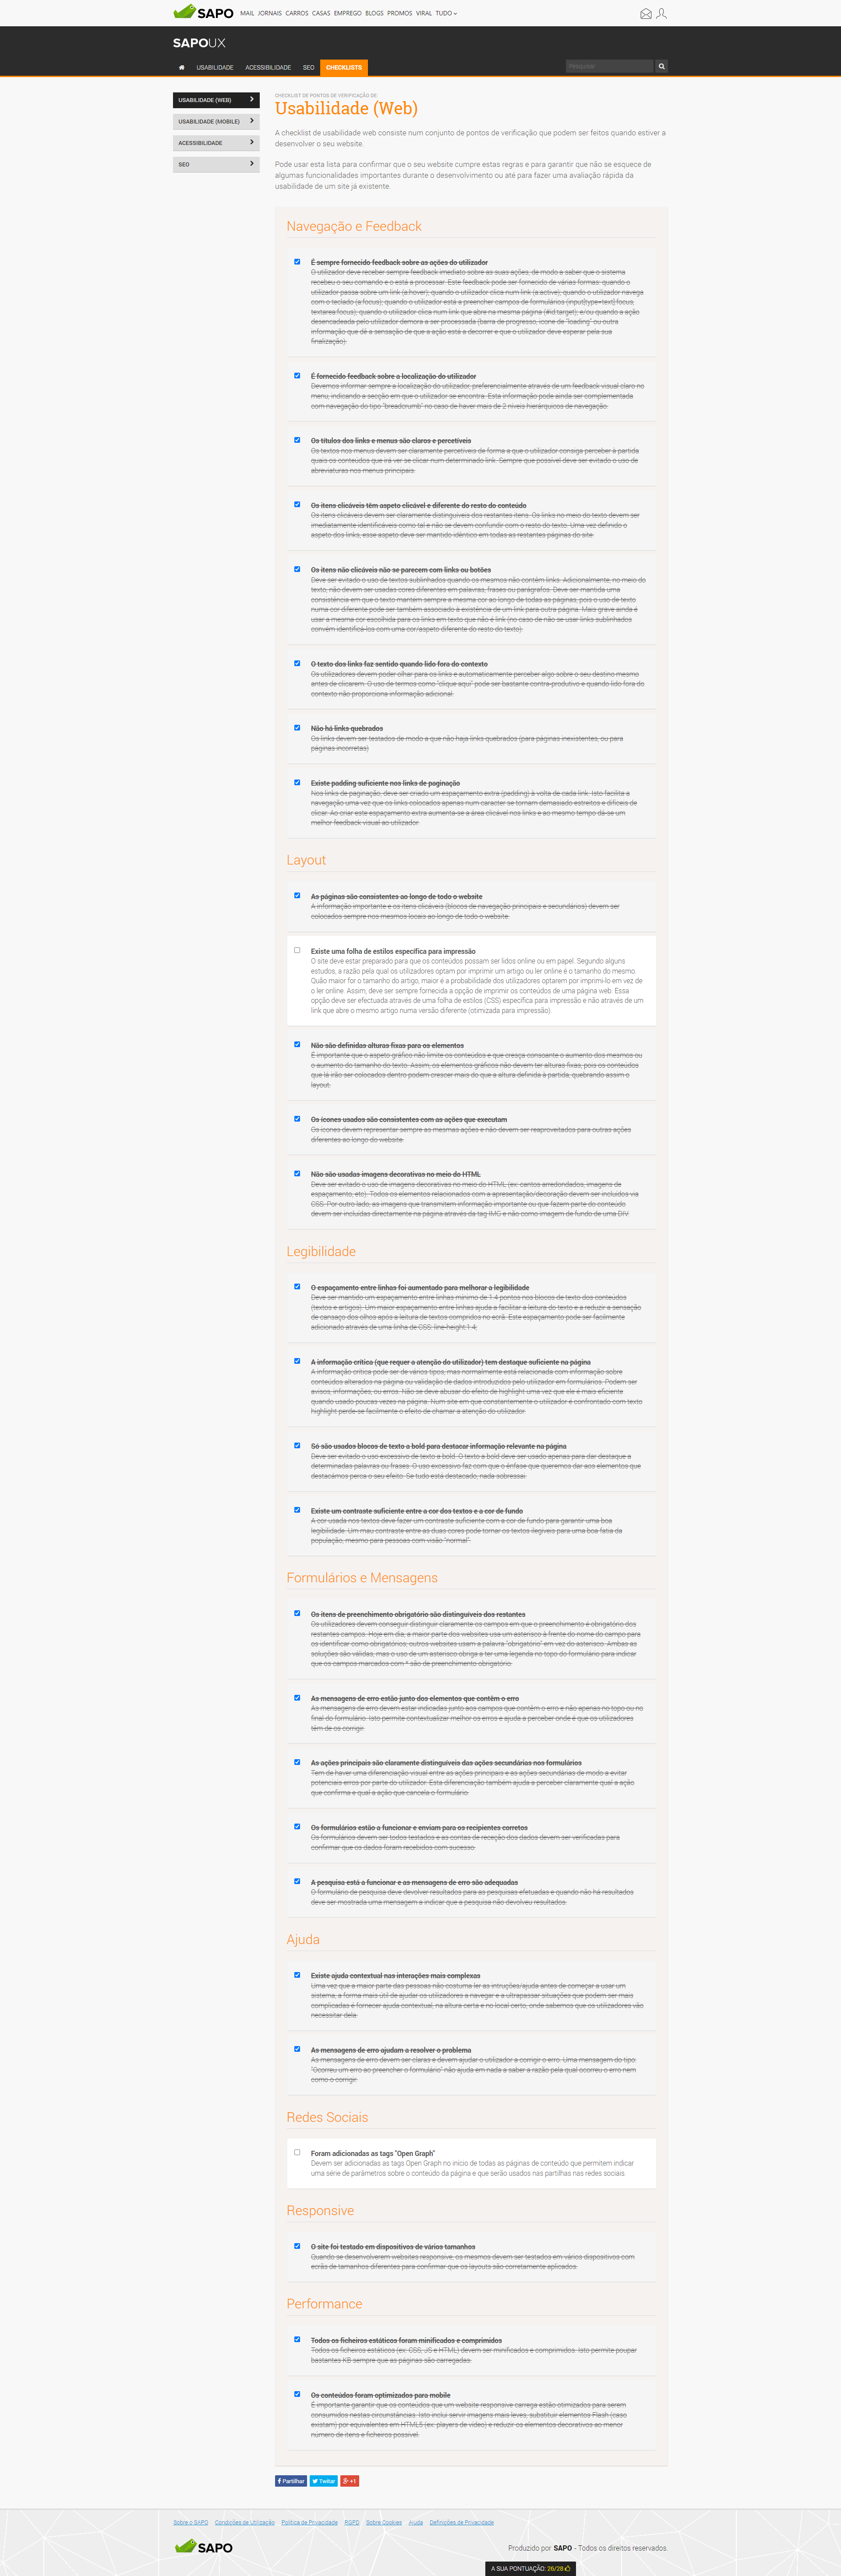 SAPO MAIL JORNAIS CARROS CASAS EMPREGO BLOGS PROMOS VIRAL TUDO
SAPOUX
USABILIDADE ACESSIBILIDADE SEO CHECKLISTS Pesquisar
USABILIDADE (WEB)
USABILIDADE (MOBILE)
ACESSIBILIDADE
SEO
CHECKLIST DE PONTOS DE VERIFICAÇÃO DE:
Usabilidade (Web)
A checklist de usabilidade web consiste num conjunto de pontos de verificação que podem ser feitos quando estiver a
desenvolver o seu website.
Pode usar esta lista para confirmar que o seu website cumpre estas regras e para garantir que não se esquece de
algumas funcionalidades importantes durante o desenvolvimento ou até para fazer uma avaliação rápida da
usabilidade de um site já existente.
Navegação e Feedback
É sempre fornecido feedback sobre as ações do utilizador
O utilizador deve receber sempre feedback imediato sobre as suas ações, de modo a saber que o sistema
recebeu o seu comando e o está a processar. Este feedback pode ser fornecido de várias formas: quando o
utilizador passa sobre um link (a:hover); quando o utilizador clica num link (a:active); quando o utilizador navega
com o teclado (a:focus); quando o utilizador está a preencher campos de formulários (input[type=text]:focus,
textarea:focus); quando o utilizador clica num link que abre na mesma página (#id:target); e/ou quando a ação
desencadeada pelo utilizador demora a ser processada (barra de progresso, icone de "loading" ou outra
informação que dê a sensação de que a ação está a decorrer e que o utilizador deve esperar pela sua
finalização).
É fornecido feedback sobre a localização do utilizador
Devemos informar sempre a localização do utilizador, preferencialmente através de um feedback visual claro no
menu, indicando a secção em que o utilizador se encontra. Esta informação pode ainda ser complementada
com navegação do tipo "breadcrumb" no caso de haver mais de 2 níveis hierárquicos de navegação.
Os títulos dos links e menus são claros e percetíveis
Os textos nos menus devem ser claramente percetíveis de forma a que o utilizador consiga perceber à partida
quais os conteúdos que irá ver se clicar num determinado link. Sempre que possível deve ser evitado o uso de
abreviaturas nos menus principais.
Os itens clicáveis têm aspeto clicável e diferente do resto do conteúdo
Os itens clicáveis devem ser claramente distinguíveis dos restantes itens. Os links no meio do texto devem ser
imediatamente identificáveis como tal e não se devem confundir com o resto do texto. Uma vez definido o
aspeto dos links, esse aspeto deve ser mantido idêntico em todas as restantes páginas do site.
Os itens não clicáveis não se parecem com links ou botões
Deve ser evitado o uso de textos sublinhados quando os mesmos não contêm links. Adicionalmente, no meio do
texto, não devem ser usadas cores diferentes em palavras, frases ou parágrafos. Deve ser mantida uma
consistência em que o texto mantém sempre a mesma cor ao longo de todas as páginas, pois o uso de texto
numa cor diferente pode ser também associado à existência de um link para outra página. Mais grave ainda é
usar a mesma cor escolhida para os links em texto que não é link (no caso de não se usar links sublinhados
convém identificá-los com uma cor/aspeto diferente do resto do texto).
O texto dos links faz sentido quando lido fora do contexto
Os utilizadores devem poder olhar para os links e automaticamente perceber algo sobre o seu destino mesmo
antes de clicarem. O uso de termos como "clique aqui" pode ser bastante contra-produtivo e quando lido fora do
contexto não proporciona informação adicional.
Não há links quebrados
Os links devem ser testados de modo a que não haja links quebrados (para páginas inexistentes, ou para
páginas incorretas)
Existe padding suficiente nos links de paginação
Nos links de paginação, deve ser criado um espaçamento extra (padding) à volta de cada link. Isto facilita a
navegação uma vez que os links colocados apenas num caracter se tornam demasiado estreitos e difíceis de
clicar. Ao criar este espaçamento extra aumenta-se a área clicável nos links e ao mesmo tempo dá-se um
melhor feedback visual ao utilizador.
Layout
As páginas são consistentes ao longo de todo o website
A informação importante e os itens clicáveis (blocos de navegação principais e secundários) devem ser
colocados sempre nos mesmos locais ao longo de todo o website.
Existe uma folha de estilos específica para impressão
O site deve estar preparado para que os conteúdos possam ser lidos online ou em papel. Segundo alguns
estudos, a razão pela qual os utilizadores optam por imprimir um artigo ou ler online é o tamanho do mesmo.
Quão maior for o tamanho do artigo, maior é a probabilidade dos utilizadores optarem por imprimi-lo em vez de
o ler online. Assim, deve ser sempre fornecida a opção de imprimir os conteúdos de uma página web. Essa
opção deve ser efectuada através de uma folha de estilos (CSS) específica para impressão e não através de um
link que abre o mesmo artigo numa versão diferente (otimizada para impressão).
Não são definidas alturas fixas para os elementos
É importante que o aspeto gráfico não limite os conteúdos e que cresça consoante o aumento dos mesmos ou
o aumento do tamanho do texto. Assim, os elementos gráficos não devem ter alturas fixas, pois os conteúdos
que lá irão ser colocados dentro podem crescer mais do que a altura definida à partida, quebrando assim o
layout.
Os ícones usados são consistentes com as ações que executam
Os ícones devem representar sempre as mesmas ações e não devem ser reaproveitados para outras ações
diferentes ao longo do website.
Não são usadas imagens decorativas no meio do HTML
Deve ser evitado o uso de imagens decorativas no meio do HTML (ex: cantos arredondados, imagens de
espaçamento, etc). Todos os elementos relacionados com a apresentação/decoração devem ser incluídos via
CSS. Por outro lado, as imagens que transmitem informação importante ou que fazem parte do conteúdo
devem ser incluídas directamente na página através da tag IMG e não como imagem de fundo de uma DIV.
Legibilidade
O espaçamento entre linhas foi aumentado para melhorar a legibilidade
Deve ser mantido um espaçamento entre linhas mínimo de 1.4 pontos nos blocos de texto dos conteúdos
(textos e artigos). Um maior espaçamento entre linhas ajuda a facilitar a leitura do texto e a reduzir a sensação
de cansaço dos olhos após a leitura de textos compridos no ecrã. Este espaçamento pode ser facilmente
adicionado através de uma linha de CSS: line-height:1.4;
A informação crítica (que requer a atenção do utilizador) tem destaque suficiente na página
A informação crítica pode ser de vários tipos, mas normalmente está relacionada com informação sobre
conteúdos alterados na página ou validação de dados introduzidos pelo utilizador em formulários. Podem ser
avisos, informações, ou erros. Não se deve abusar do efeito de highlight uma vez que ele é mais eficiente
quando usado poucas vezes na página. Num site em que constantemente o utilizador é confrontado com texto
highlight perde-se facilmente o efeito de chamar a atenção do utilizador.
Só são usados blocos de texto a bold para destacar informação relevante na página
Deve ser evitado o uso excessivo de texto a bold. O texto a bold deve ser usado apenas para dar destaque a
determinadas palavras ou frases. O uso excessivo faz com que o ênfase que queremos dar aos elementos que
destacámos perca o seu efeito. Se tudo está destacado, nada sobressai.
Existe um contraste suficiente entre a cor dos textos e a cor de fundo
A cor usada nos textos deve fazer um contraste suficiente com a cor de fundo para garantir uma boa
legibilidade. Um mau contraste entre as duas cores pode tornar os textos ilegíveis para uma boa fatia da
população, mesmo para pessoas com visão "normal".
Formulários e Mensagens
Os itens de preenchimento obrigatório são distinguíveis dos restantes
Os utilizadores devem conseguir distinguir claramente os campos em que o preenchimento é obrigatório dos
restantes campos. Hoje em dia, a maior parte dos websites usa um asterisco à frente do nome do campo para
os identificar como obrigatórios; outros websites usam a palavra "obrigatório" em vez do asterisco. Ambas as
soluções são válidas, mas o uso de um asterisco obriga a ter uma legenda no topo do formulário para indicar
que os campos marcados com * são de preenchimento obrigatório.
As mensagens de erro estão junto dos elementos que contêm o erro
As mensagens de erro devem estar indicadas junto aos campos que contêm o erro e não apenas no topo ou no
final do formulário. Isto permite contextualizar melhor os erros e ajuda a perceber onde é que os utilizadores
têm de os corrigir.
As ações principais são claramente distinguíveis das ações secundárias nos formulários
Tem de haver uma diferenciação visual entre as ações principais e as ações secundárias de modo a evitar
potenciais erros por parte do utilizador. Esta diferenciação também ajuda a perceber claramente qual a ação
que confirma e qual a ação que cancela o formulário.
Os formulários estão a funcionar e enviam para os recipientes corretos
Os formulários devem ser todos testados e as contas de receção dos dados devem ser verificadas para
confirmar que os dados foram recebidos com sucesso.
A pesquisa está a funcionar e as mensagens de erro são adequadas
O formulário de pesquisa deve devolver resultados para as pesquisas efetuadas e quando não há resultados
deve ser mostrada uma mensagem a indicar que a pesquisa não devolveu resultados.
Ajuda
Existe ajuda contextual nas interações mais complexas
Uma vez que a maior parte das pessoas não costuma ler as intruções/ajuda antes de começar a usar um
sistema, a forma mais útil de ajudar os utilizadores a navegar e a ultrapassar situações que podem ser mais
complicadas é fornecer ajuda contextual, na altura certa e no local certo, onde sabemos que os utilizadores vão
necessitar dela.
As mensagens de erro ajudam a resolver o problema
As mensagens de erro devem ser claras e devem ajudar o utilizador a corrigir o erro. Uma mensagem do tipo:
"Ocorreu um erro ao preencher o formulário" não ajuda em nada a saber a razão pela qual ocorreu o erro nem
como o corrigir.
Redes Sociais
Foram adicionadas as tags "Open Graph"
Devem ser adicionadas as tags Open Graph no início de todas as páginas de conteúdo que permitem indicar
uma série de parâmetros sobre o conteúdo da página e que serão usados nas partilhas nas redes sociais.
Responsive
O site foi testado em dispositivos de vários tamanhos
Quando se desenvolverem websites responsive, os mesmos devem ser testados em vários dispositivos com
ecrãs de tamanhos diferentes para confirmar que os layouts são corretamente aplicados.
Performance
Todos os ficheiros estáticos foram minificados e comprimidos
Todos os ficheiros estáticos (ex: CSS, JS e HTML) devem ser minificados e comprimidos. Isto permite poupar
bastantes KB sempre que as páginas são carregadas.
Os conteúdos foram optimizados para mobile
É importante garantir que os conteúdos que um website responsive carrega estão otimizados para serem
consumidos nestas circunstâncias. Isto inclui servir imagens mais leves, substituir elementos Flash (caso
existam) por equivalentes em HTML5 (ex: players de vídeo) e reduzir os elementos decorativos ao menor
número de itens e ficheiros possível.
Partilhar Twitar +1
Sobre o SAPO Condições de Utilização Política de Privacidade RGPD Sobre Cookies Ajuda Definições de Privacidade
SAPO Produzido por SAPO - Todos os direitos reservados.
A SUA PONTUAÇÃO: 26/28